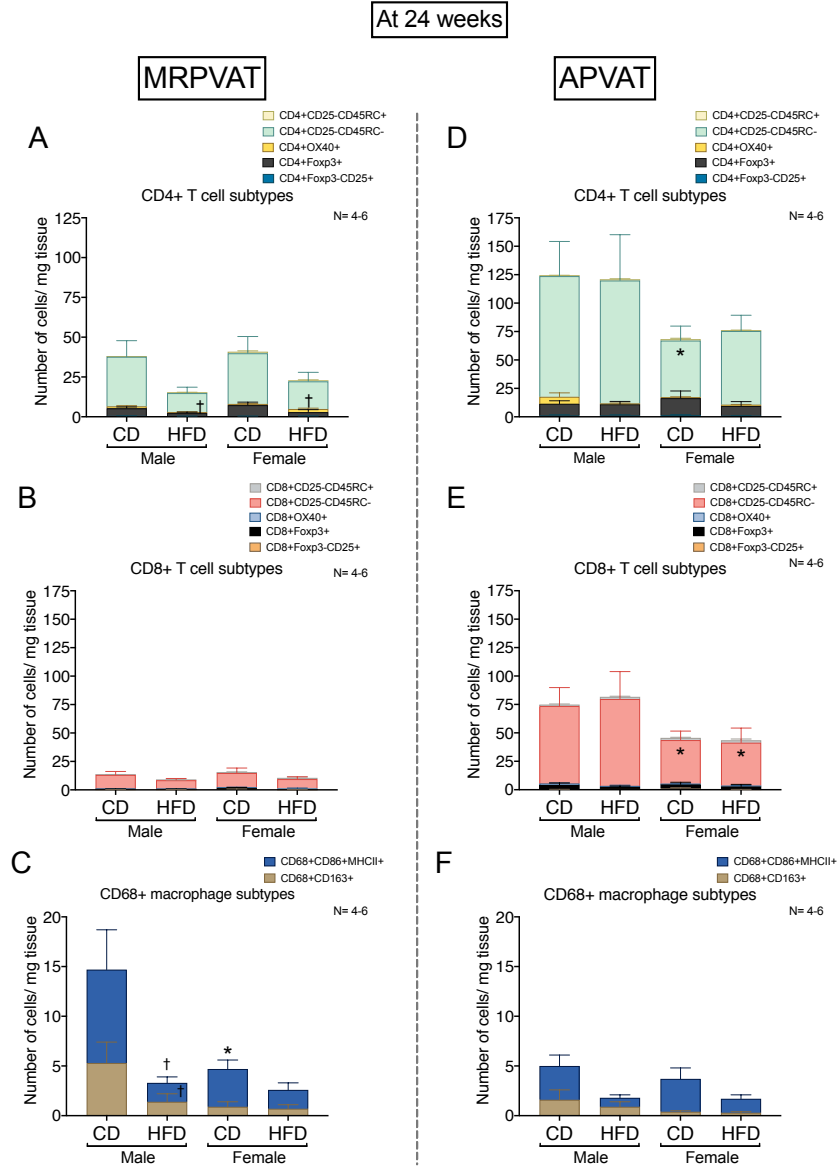 At 24 weeks
MRPVAT
APVAT
A
CD4+CD25-CD45RC+
CD4+CD25-CD45RC-
CD4+OX40+
CD4+Foxp3+
CD4+Foxp3-CD25+
CD4+ T cell subtypes
N= 4-6
Number of cells/ mg tissue
125
100
75
50
25
0
†
†
CD
HFD
CD
HFD
Male
Female
B
CD8+CD25-CD45RC+
CD8+CD25-CD45RC-
CD8+OX40+
CD8+Foxp3+
CD8+Foxp3-CD25+
CD8+ T cell subtypes
N= 4-6
Number of cells/ mg tissue
175
150
125
100
75
50
25
0
CD
HFD
CD
HFD
Male
Female
C
CD68+CD86+MHCII+
CD68+CD163+
CD68+ macrophage subtypes
N= 4-6
Number of cells/ mg tissue
20
15
10
5
0
†
†
*
CD
HFD
CD
HFD
Male
Female
D
CD4+CD25-CD45RC+
CD4+CD25-CD45RC-
CD4+OX40+
CD4+Foxp3+
CD4+Foxp3-CD25+
CD4+ T cell subtypes
N= 4-6
Number of cells/ mg tissue
175
150
125
100
75
50
25
0
*
CD
HFD
CD
HFD
Male
Female
E
CD8+CD25-CD45RC+
CD8+CD25-CD45RC-
CD8+OX40+
CD8+Foxp3+
CD8+Foxp3-CD25+
CD8+ T cell subtypes
N= 4-6
Number of cells/ mg tissue
175
150
125
100
75
50
25
0
*
*
CD
HFD
CD
HFD
Male
Female
F
CD68+CD86+MHCII+
CD68+CD163+
CD68+ macrophage subtypes
N= 4-6
Number of cells/ mg tissue
20
15
10
5
0
CD
HFD
CD
HFD
Male
Female